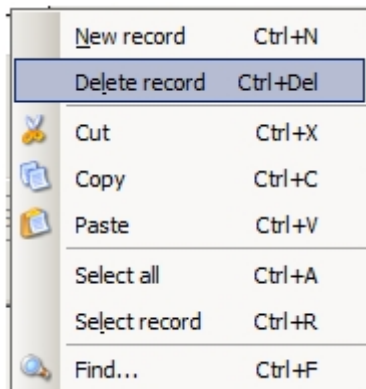 New record Ctrl+N
Delete record Ctrl+Del
Cut Ctrl+X
Copy Ctrl+C
Paste Ctrl+V
Select all Ctrl+A
Select record Ctrl+R
Find... Ctrl+F